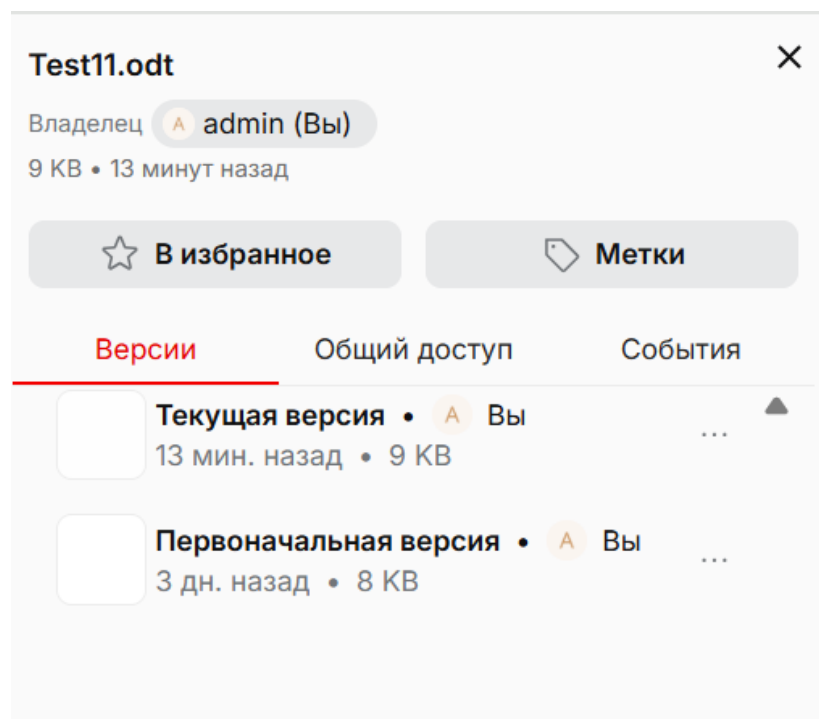 Test11.odt
Владелец A admin (Вы)
9 KB • 13 минут назад
В избранное Метки
Версии Общий доступ События
Текущая версия • A Вы
...
13 мин. назад • 9 KB
Первоначальная версия • A Вы
...
3 дн. назад • 8 KB